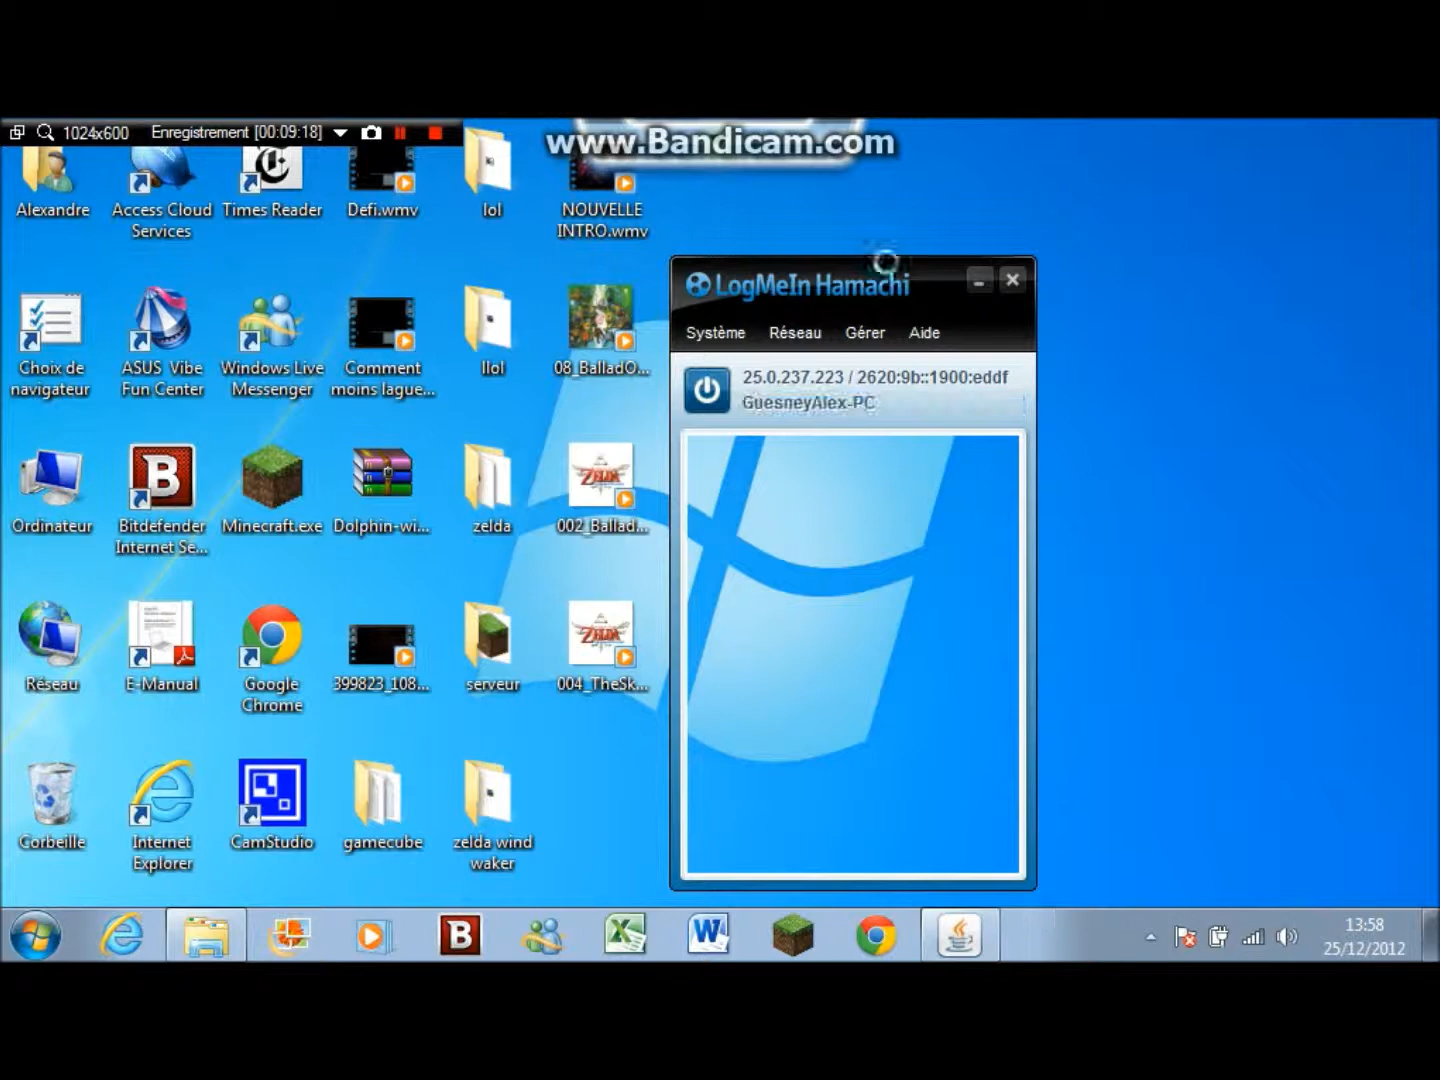 1024x600 Enregistrement [00:09:18]
www.Bandicam.com
Alexandre
Access Cloud
Services
Times Reader
Defi.wmv
lol
NOUVELLE
INTRO.wmv
LogMeIn Hamachi
Système Réseau Gérer Aide
25.0.237.223 / 2620:9b::1900:eddf
GuesneyAlex-PC
Choix de
navigateur
ASUS Vibe
Fun Center
Windows Live
Messenger
Comment
moins lague...
llol
08_BalladO...
Ordinateur
Bitdefender
Internet Se...
Minecraft.exe
Dolphin-wi...
zelda
ZELDA
002_Ballad...
Réseau
E-Manual
Google
Chrome
399823_108...
serveur
ZELDA
004_TheSk...
Corbeille
Internet
Explorer
CamStudio
gamecube
zelda wind
waker
13:58
25/12/2012